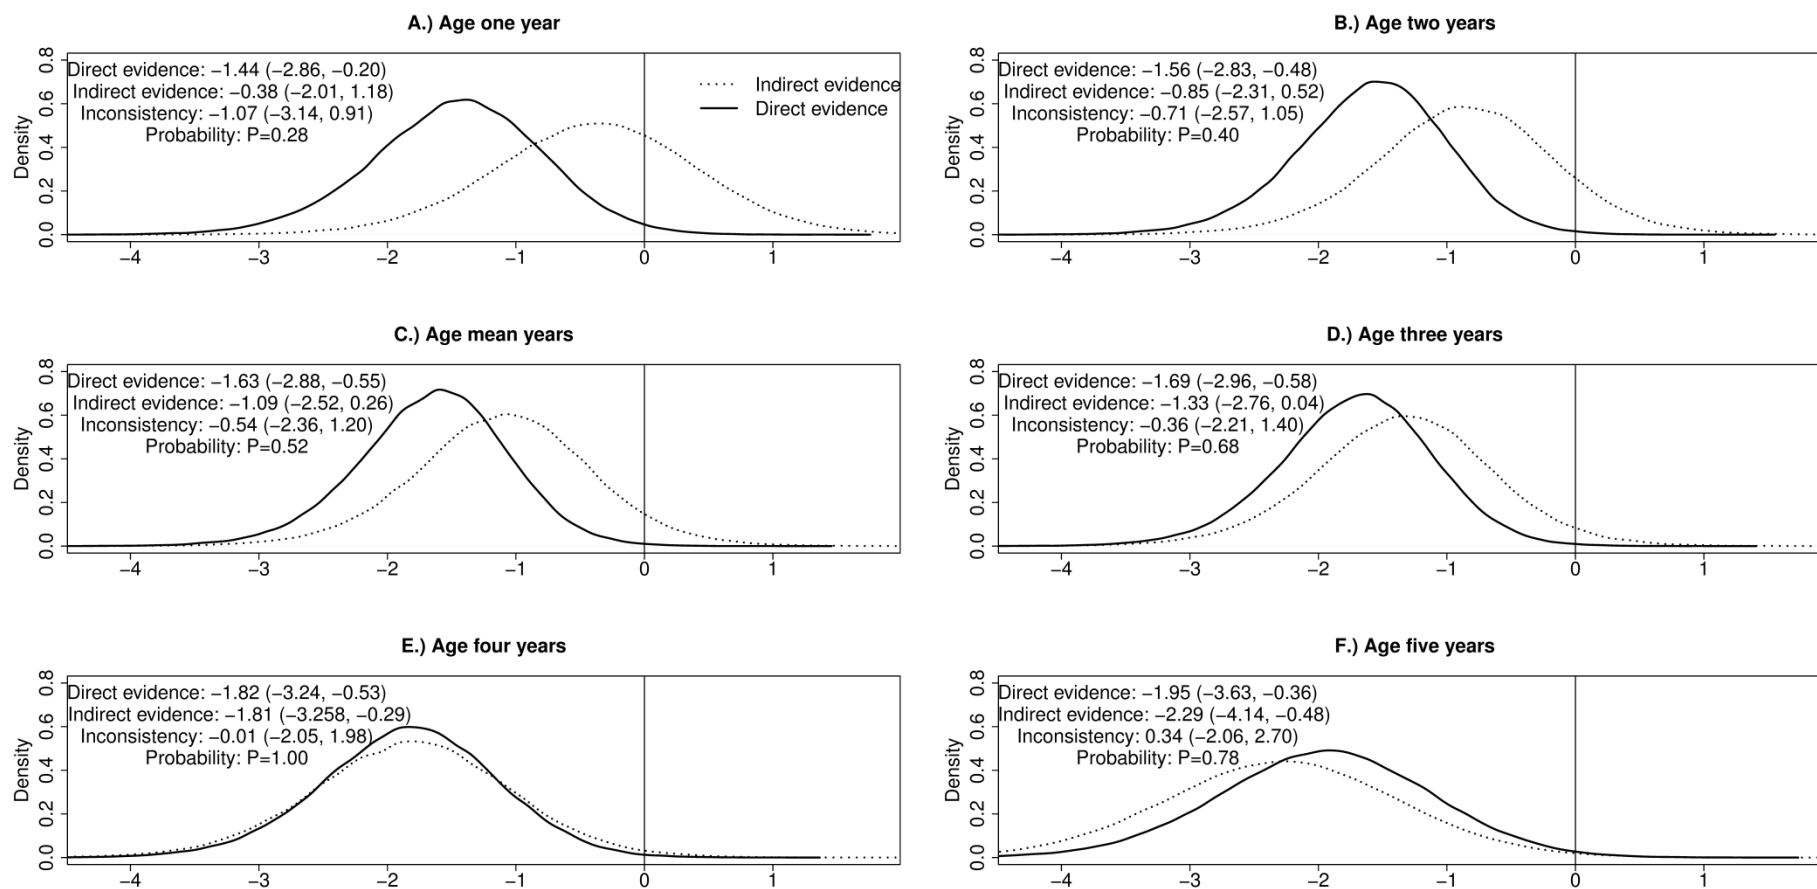 A.) Age one year
Direct evidence: −1.44 (−2.86, −0.20)
Indirect evidence: −0.38 (−2.01, 1.18)
Inconsistency: −1.07 (−3.14, 0.91)
Probability: P=0.28
Indirect evidence
Direct evidence
Density
0.0 0.2 0.4 0.6 0.8
−4 −3 −2 −1 0 1
B.) Age two years
Direct evidence: −1.56 (−2.83, −0.48)
Indirect evidence: −0.85 (−2.31, 0.52)
Inconsistency: −0.71 (−2.57, 1.05)
Probability: P=0.40
Density
0.0 0.2 0.4 0.6 0.8
−4 −3 −2 −1 0 1
C.) Age mean years
Direct evidence: −1.63 (−2.88, −0.55)
Indirect evidence: −1.09 (−2.52, 0.26)
Inconsistency: −0.54 (−2.36, 1.20)
Probability: P=0.52
Density
0.0 0.2 0.4 0.6 0.8
−4 −3 −2 −1 0 1
D.) Age three years
Direct evidence: −1.69 (−2.96, −0.58)
Indirect evidence: −1.33 (−2.76, 0.04)
Inconsistency: −0.36 (−2.21, 1.40)
Probability: P=0.68
Density
0.0 0.2 0.4 0.6 0.8
−4 −3 −2 −1 0 1
E.) Age four years
Direct evidence: −1.82 (−3.24, −0.53)
Indirect evidence: −1.81 (−3.258, −0.29)
Inconsistency: −0.01 (−2.05, 1.98)
Probability: P=1.00
Density
0.0 0.2 0.4 0.6 0.8
−4 −3 −2 −1 0 1
F.) Age five years
Direct evidence: −1.95 (−3.63, −0.36)
Indirect evidence: −2.29 (−4.14, −0.48)
Inconsistency: 0.34 (−2.06, 2.70)
Probability: P=0.78
Density
0.0 0.2 0.4 0.6 0.8
−4 −3 −2 −1 0 1